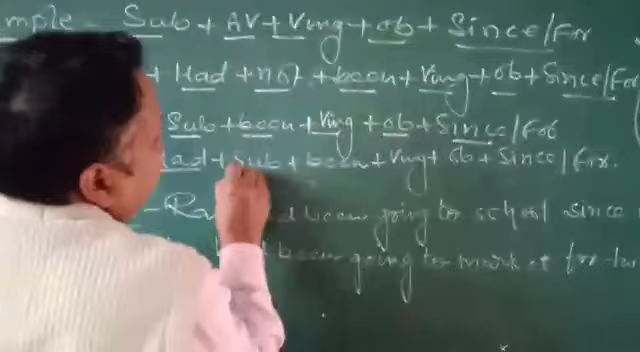 mple - Sub + AV + Ving + ob + Since/For
+ Had + not + been + Ving + ob + Since/For
Sub + been + Ving + ob + Since/For
Had + Sub + been + Ving + ob + Since/For.
been going to school since
been going to